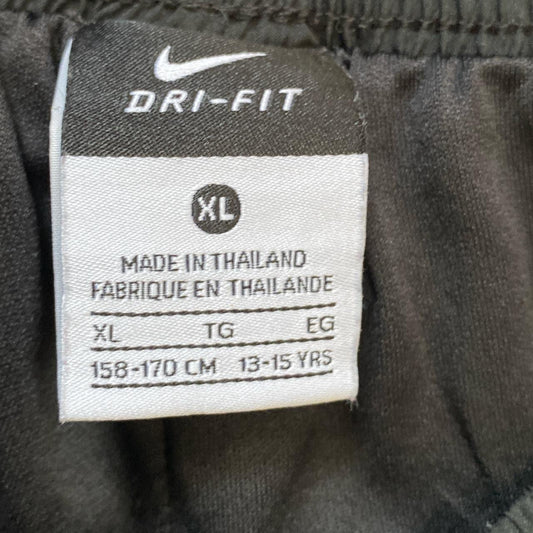 DRI-FIT
XL
MADE IN THAILAND
FABRIQUE EN THAILANDE
XL TG EG
158-170 CM 13-15 YRS